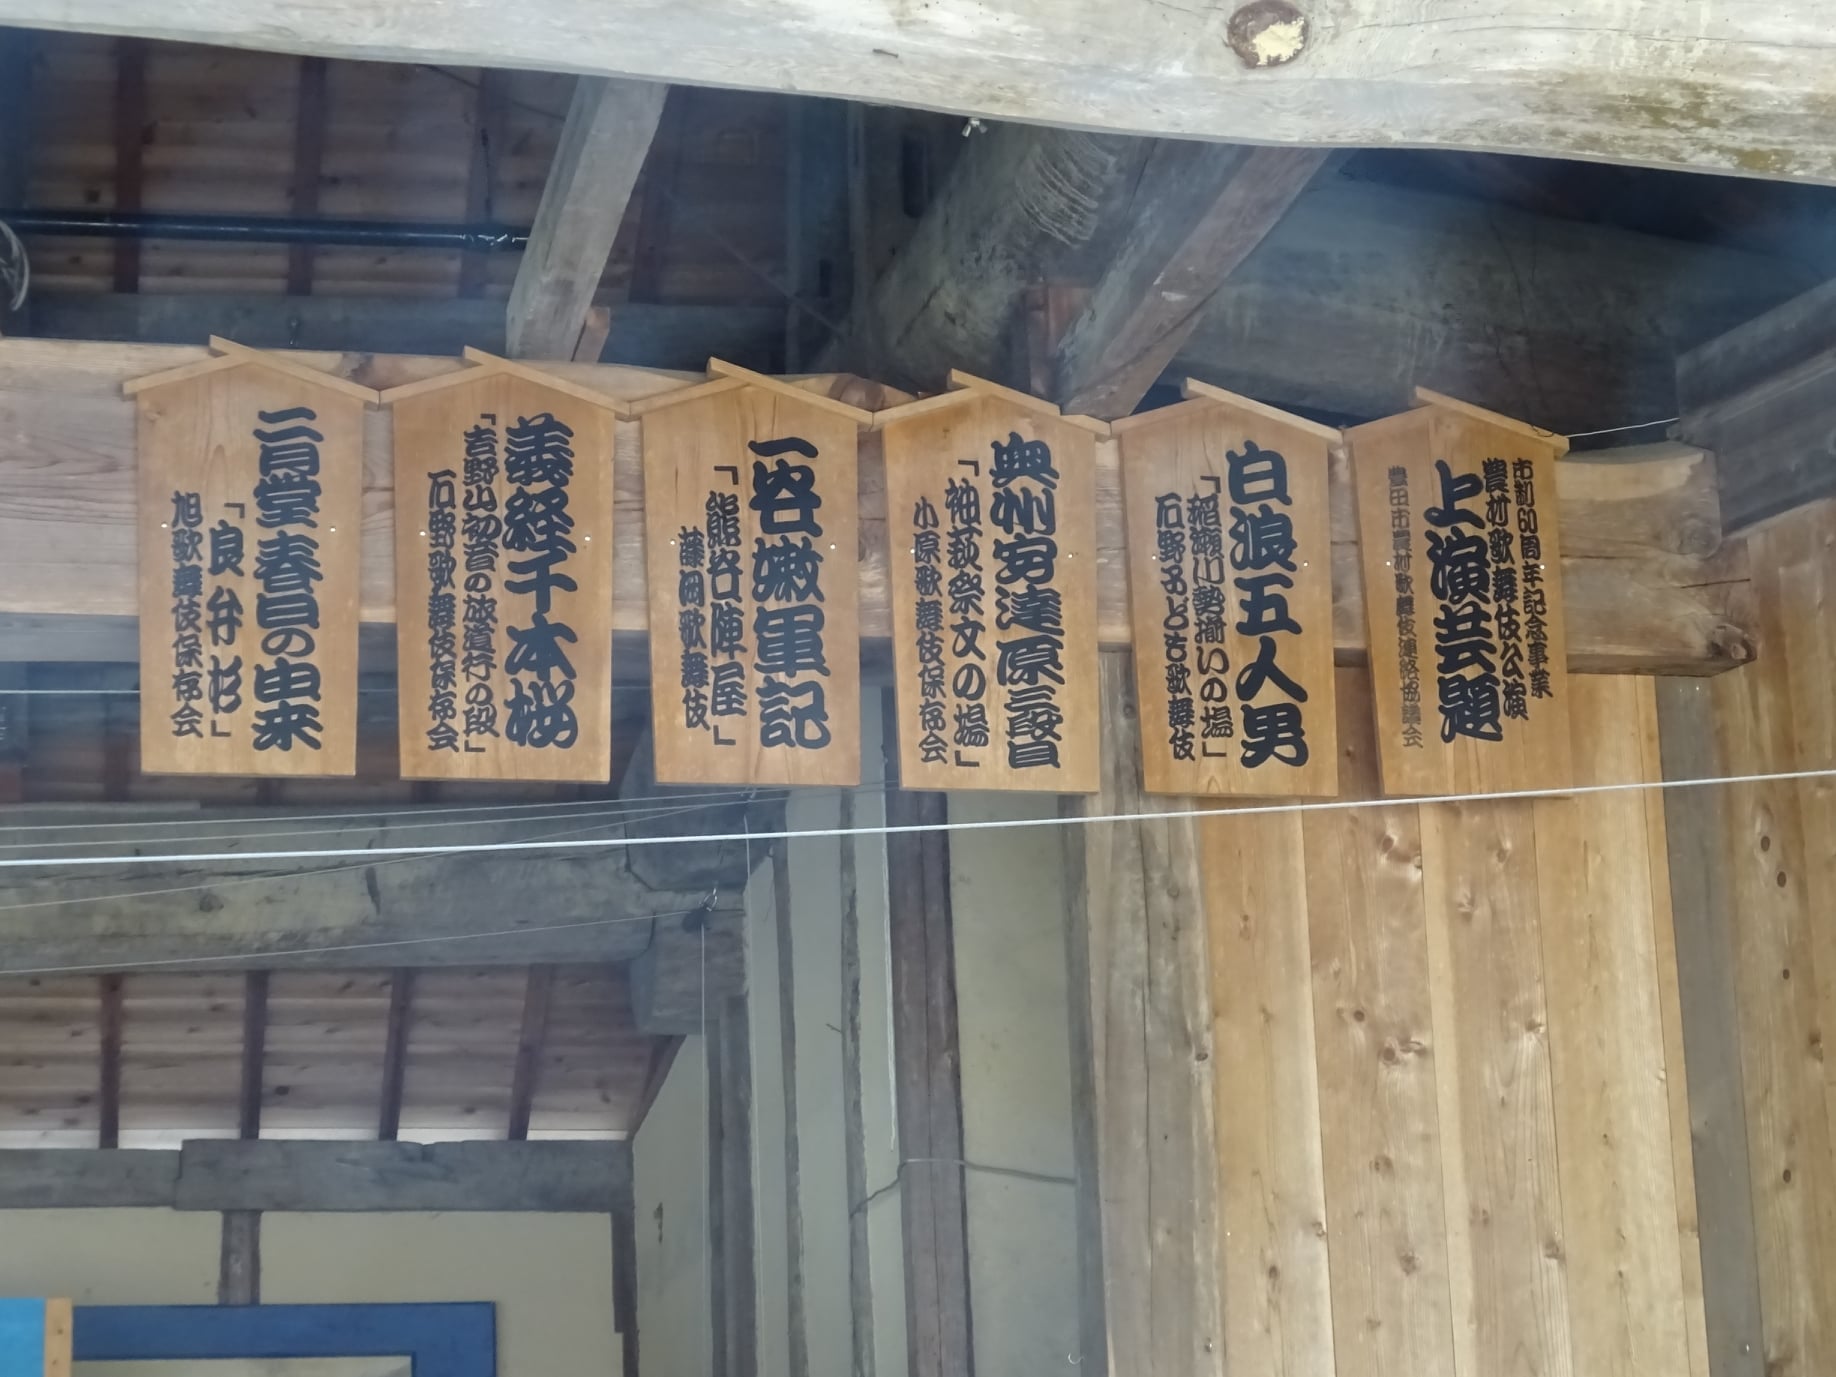 市制60周年記念事業
農村歌舞伎公演
上演芸題
豊田市農村歌舞伎連絡協議会
白浪五人男
「稲瀬川勢揃いの場」
石野子ども歌舞伎
奥州安達原三段目
「袖萩祭文の場」
小原歌舞伎保存会
一谷嫩軍記
「熊谷陣屋」
藤岡歌舞伎
義経千本桜
「吉野山初音の旅道行の段」
石野歌舞伎保存会
二月堂春日の由来
「良弁杉」
旭歌舞伎保存会